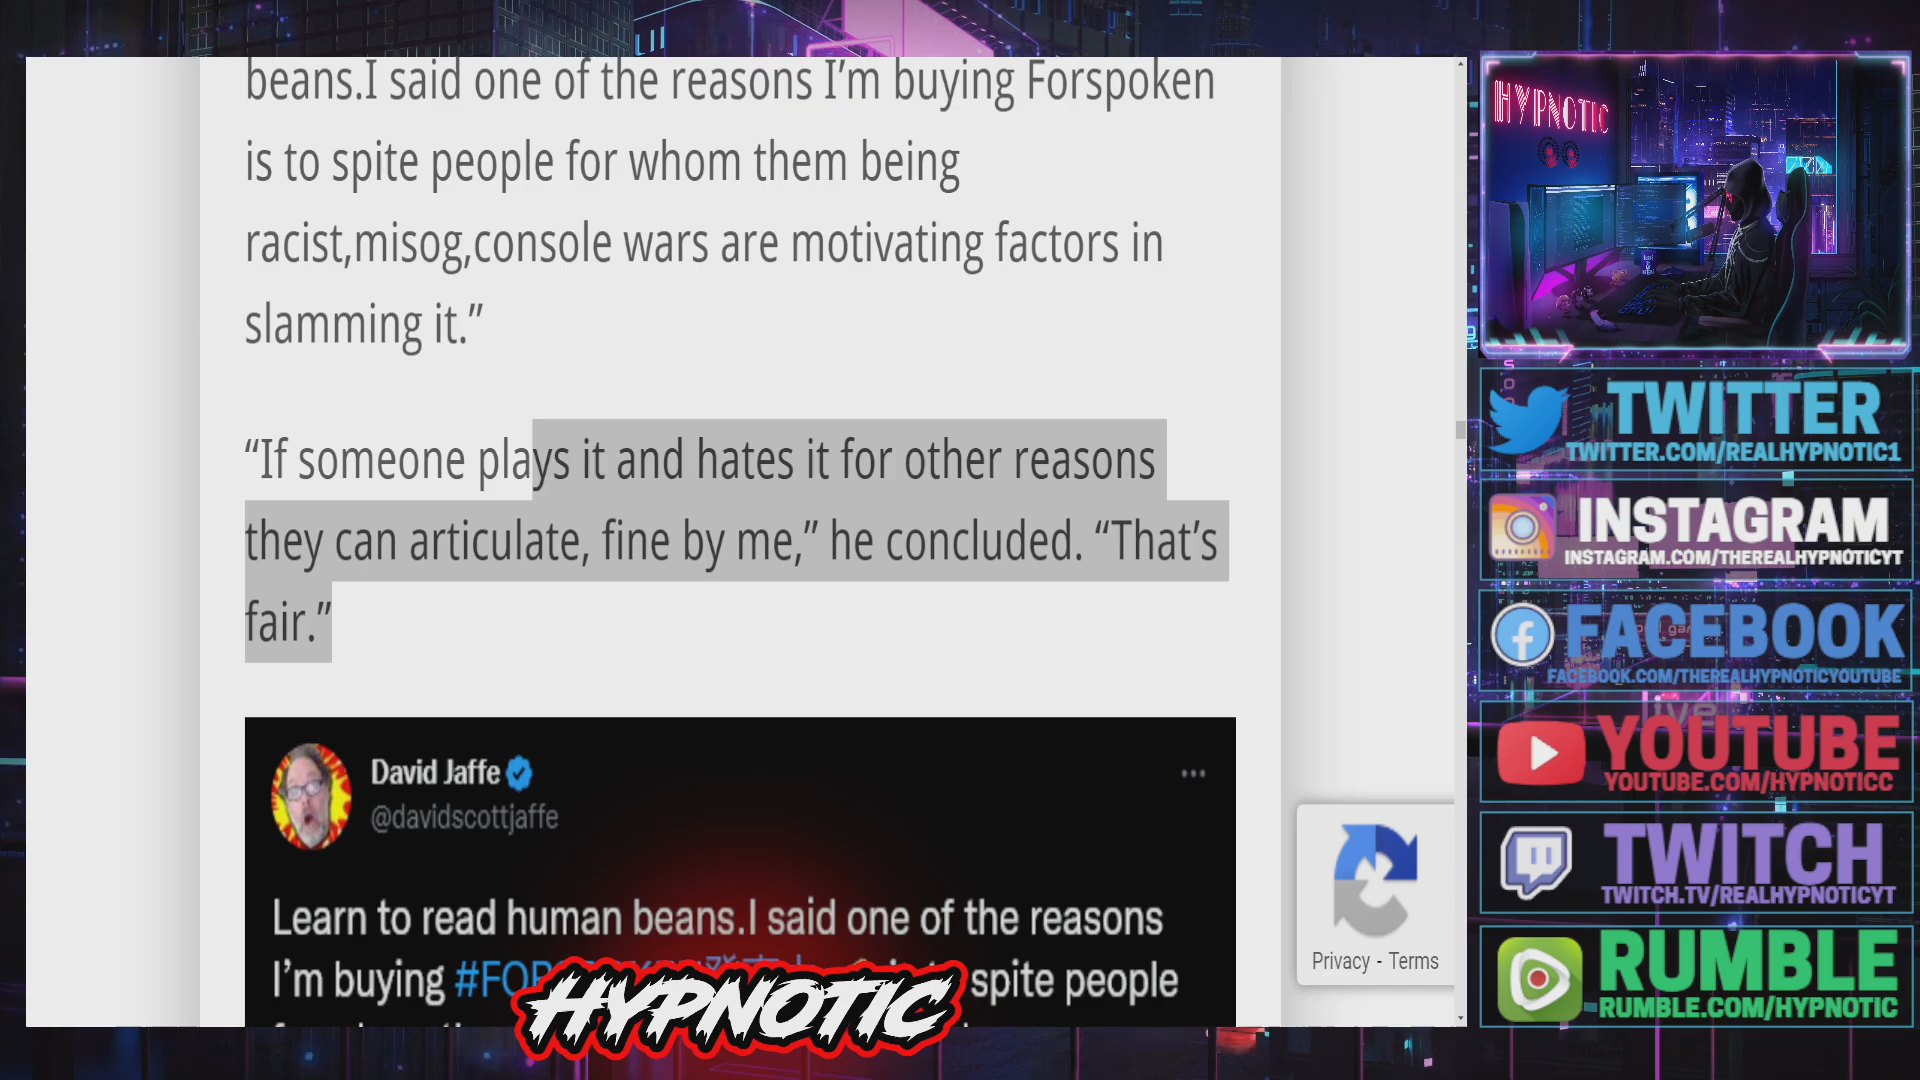 beans.I said one of the reasons I’m buying Forspoken
is to spite people for whom them being
racist,misog,console wars are motivating factors in
slamming it.”
“If someone plays it and hates it for other reasons
they can articulate, fine by me,” he concluded. “That’s
fair.”
David Jaffe
@davidscottjaffe
Learn to read human beans.I said one of the reasons
I’m buying spite people
HYPNOTIC
Privacy - Terms
HYPNOTIC
TWITTER
TWITTER.COM/REALHYPNOTIC1
INSTAGRAM
INSTAGRAM.COM/THEREALHYPNOTICYT
FACEBOOK
FACEBOOK.COM/THEREALHYPNOTICYOUTUBE
YOUTUBE
YOUTUBE.COM/HYPNOTICC
TWITCH
TWITCH.TV/REALHYPNOTICYT
RUMBLE
RUMBLE.COM/HYPNOTIC